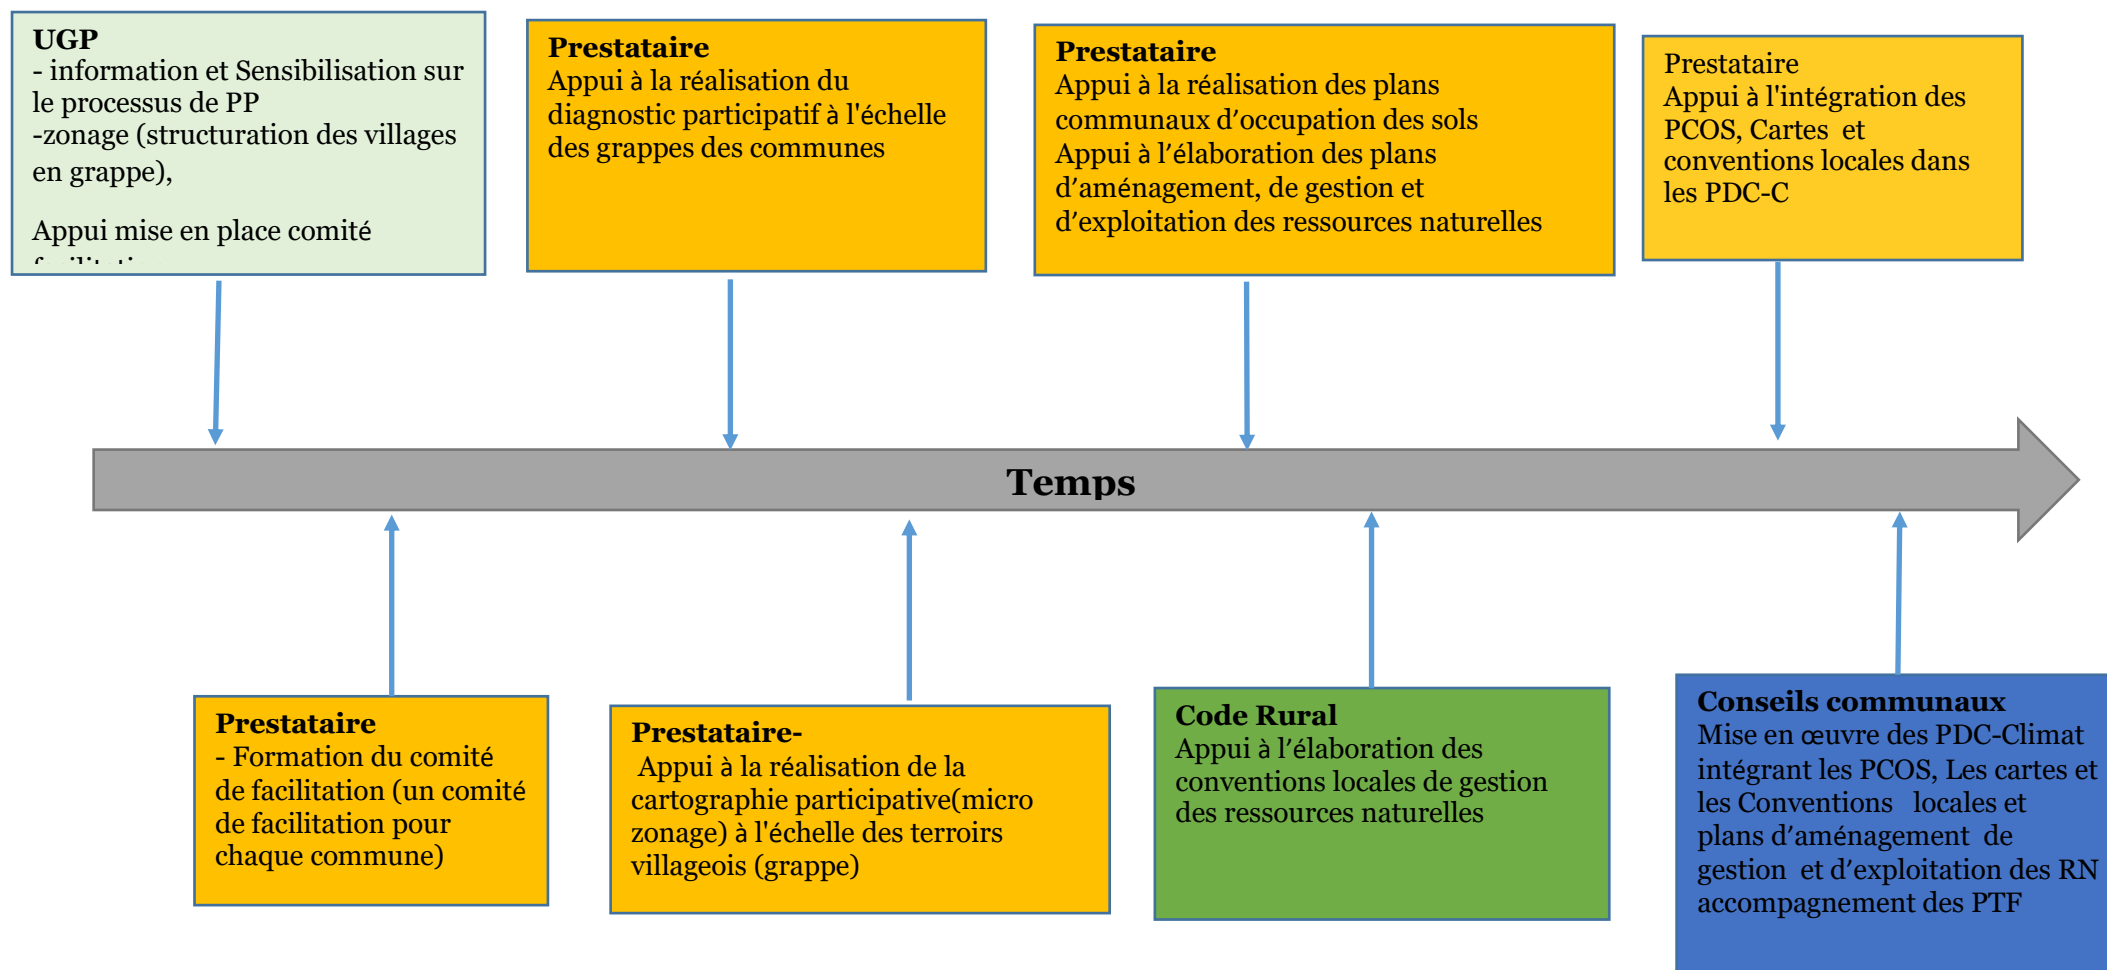 UGP
- information et Sensibilisation sur
le processus de PP
-zonage (structuration des villages
en grappe),
Appui mise en place comité
Prestataire
Appui à la réalisation du
diagnostic participatif à l'échelle
des grappes des communes
Prestataire
Appui à la réalisation des plans
communaux d’occupation des sols
Appui à l’élaboration des plans
d’aménagement, de gestion et
d’exploitation des ressources naturelles
Prestataire
Appui à l'intégration des
PCOS, Cartes et
conventions locales dans
les PDC-C
Temps
Prestataire
- Formation du comité
de facilitation (un comité
de facilitation pour
chaque commune)
Prestataire-
Appui à la réalisation de la
cartographie participative(micro
zonage) à l'échelle des terroirs
villageois (grappe)
Code Rural
Appui à l’élaboration des
conventions locales de gestion
des ressources naturelles
Conseils communaux
Mise en œuvre des PDC-Climat
intégrant les PCOS, Les cartes et
les Conventions locales et
plans d’aménagement de
gestion et d’exploitation des RN
accompagnement des PTF